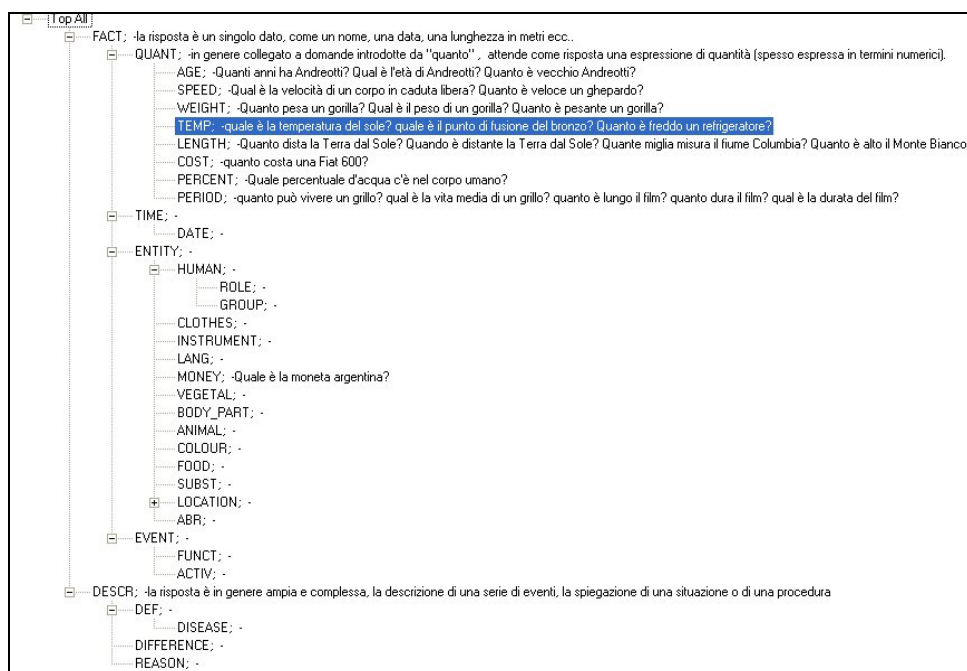 Top All
FACT; -la risposta è un singolo dato, come un nome, una data, una lunghezza in metri ecc..
QUANT; -in genere collegato a domande introdotte da "quanto" , attende come risposta una espressione di quantità (spesso espressa in termini numerici).
AGE; -Quanti anni ha Andreotti? Qual è l'età di Andreotti? Quanto è vecchio Andreotti?
SPEED; -Qual è la velocità di un corpo in caduta libera? Quanto è veloce un ghepardo?
WEIGHT; -Quanto pesa un gorilla? Qual è il peso di un gorilla? Quanto è pesante un gorilla?
TEMP; -quale è la temperatura del sole? quale è il punto di fusione del bronzo? Quanto è freddo un refrigeratore?
LENGTH; -Quanto dista la Terra dal Sole? Quando è distante la Terra dal Sole? Quante miglia misura il fiume Columbia? Quanto è alto il Monte Bianco
COST; -quanto costa una Fiat 600?
PERCENT; -Quale percentuale d'acqua c'è nel corpo umano?
PERIOD; -quanto può vivere un grillo? qual è la vita media di un grillo? quanto è lungo il film? quanto dura il film? qual è la durata del film?
TIME; -
DATE; -
ENTITY; -
HUMAN; -
ROLE; -
GROUP; -
CLOTHES; -
INSTRUMENT; -
LANG; -
MONEY; -Quale è la moneta argentina?
VEGETAL; -
BODY_PART; -
ANIMAL; -
COLOUR; -
FOOD; -
SUBST; -
LOCATION; -
ABR; -
EVENT; -
FUNCT; -
ACTIV; -
DESCR; -la risposta è in genere ampia e complessa, la descrizione di una serie di eventi, la spiegazione di una situazione o di una procedura
DEF; -
DISEASE; -
DIFFERENCE; -
REASON; -